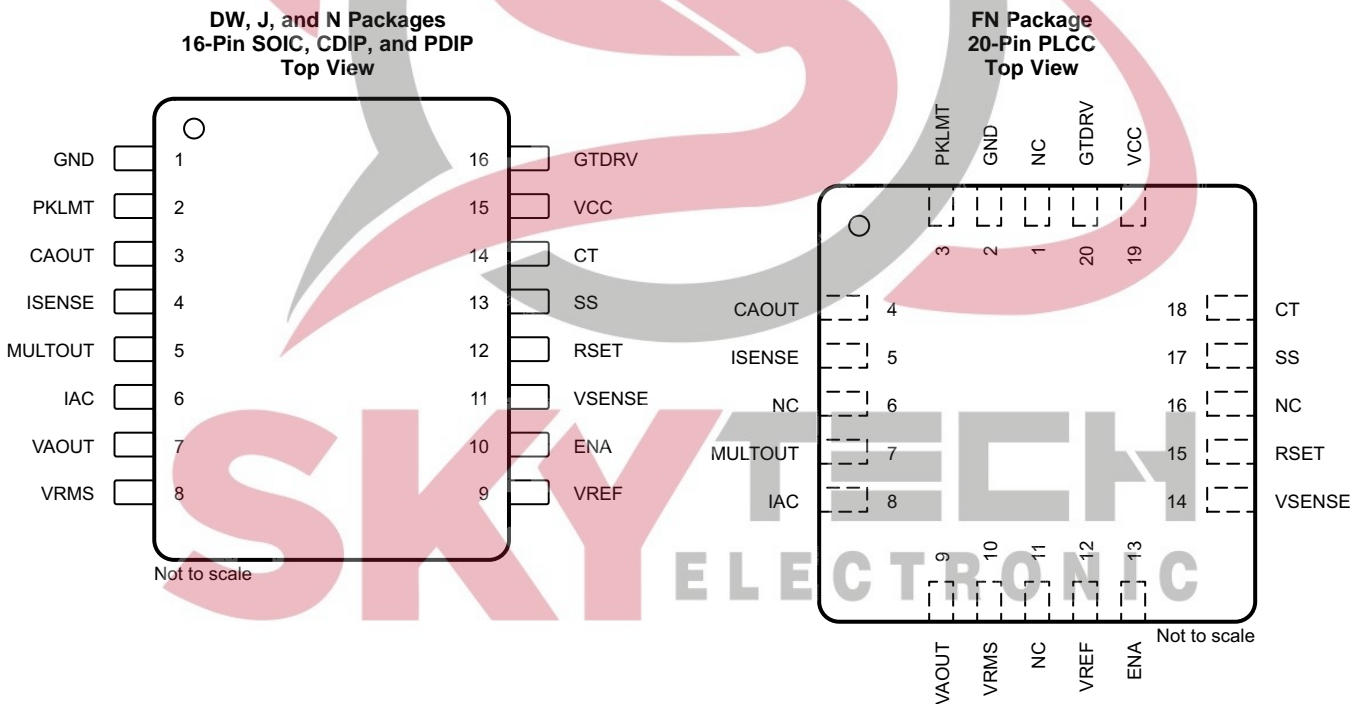 DW, J, and N Packages
16-Pin SOIC, CDIP, and PDIP
Top View
GND 1 16 GTDRV
PKLMT 2 15 VCC
CAOUT 3 14 CT
ISENSE 4 13 SS
MULTOUT 5 12 RSET
IAC 6 11 VSENSE
VAOUT 7 10 ENA
VRMS 8 9 VREF
Not to scale
FN Package
20-Pin PLCC
Top View
PKLMT GND NC GTDRV VCC
3 2 1 20 19
CAOUT 4 18 CT
ISENSE 5 17 SS
NC 6 16 NC
MULTOUT 7 15 RSET
IAC 8 14 VSENSE
9 10 11 12 13
VAOUT VRMS NC VREF ENA
Not to scale
SKYTECH
ELECTRONIC